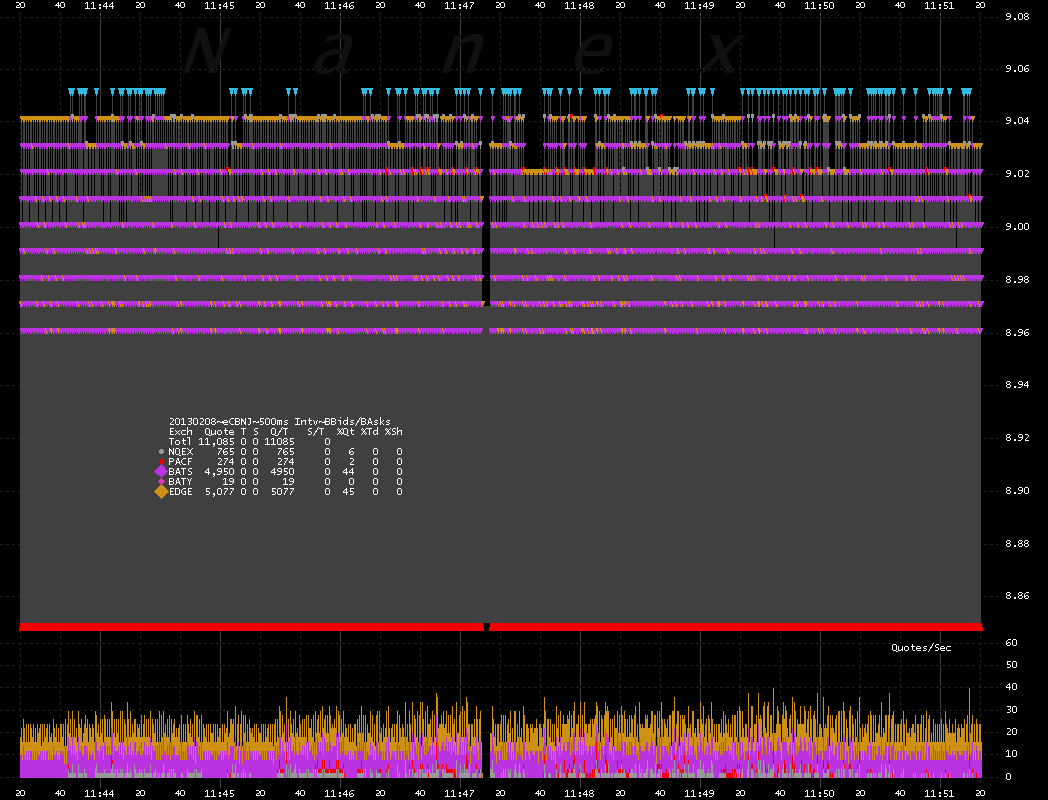 20 40 11:44 20 40 11:45 20 40 11:46 20 40 11:47 20 40 11:48 20 40 11:49 20 40 11:50 20 40 11:51 20
Nanex
9.08
9.06
9.04
9.02
9.00
8.98
8.96
8.94
20130208~eCBNJ~500ms Intv~BBids/BAsks
Exch Quote T S Q/T S/T %Qt %Td %Sh
Totl 11,085 0 0 11085 0
NQEX 765 0 0 765 0 6 0 0
PACF 274 0 0 274 0 2 0 0
BATS 4,950 0 0 4950 0 44 0 0
BATY 19 0 0 19 0 0 0 0
EDGE 5,077 0 0 5077 0 45 0 0
8.92
8.90
8.88
8.86
Quotes/Sec
60
50
40
30
20
10
0
20 40 11:44 20 40 11:45 20 40 11:46 20 40 11:47 20 40 11:48 20 40 11:49 20 40 11:50 20 40 11:51 20